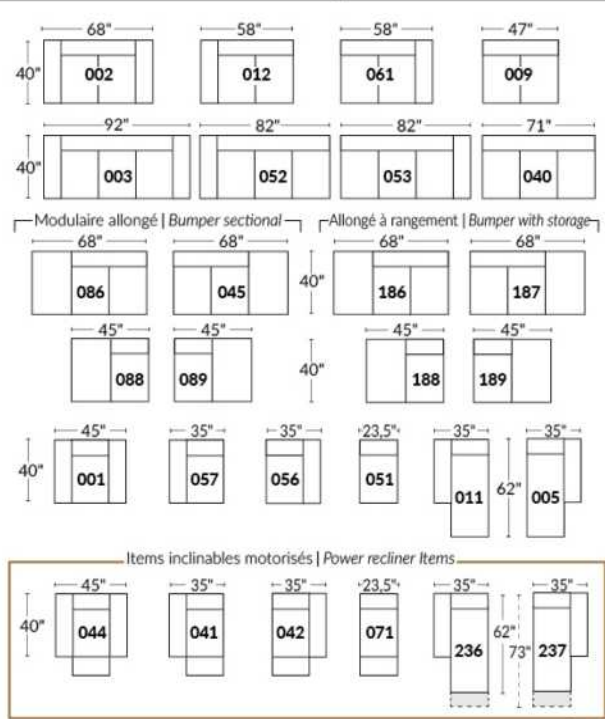 68" 58" 58" 47"
40" 002 012 061 009
92" 82" 82" 71"
40" 003 052 053 040
Modulaire allongé | Bumper sectional Allongé à rangement | Bumper with storage
68" 68" 68" 68"
086 045 40" 186 187
45" 45" 45" 45"
088 089 40" 188 189
45" 35" 35" 23,5" 35" 35"
40" 001 057 056 051 011 62" 005
Items inclinables motorisés | Power recliner Items
45" 35" 35" 23,5" 35" 35"
40" 044 041 042 071 236 62" 73" 237